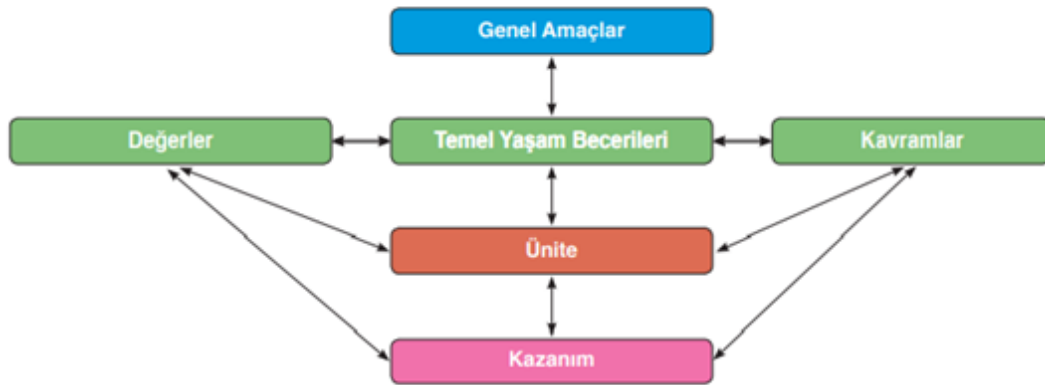 Genel Amaçlar
Değerler
Temel Yaşam Becerileri
Kavramlar
Ünite
Kazanım